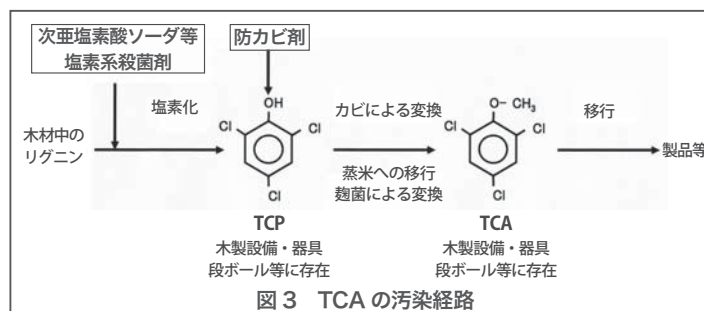 次亜塩素酸ソーダ等
塩素系殺菌剤
防カビ剤
木材中の
リグニン
塩素化
OH
Cl
Cl
Cl
TCP
木製設備・器具
段ボール等に存在
カビによる変換
蒸米への移行
麹菌による変換
O− CH₃
Cl
Cl
Cl
TCA
木製設備・器具
段ボール等に存在
移行
製品等
図3 TCAの汚染経路